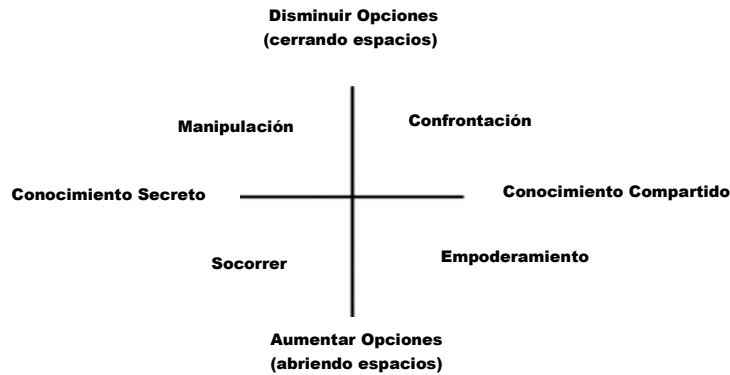 Disminuir Opciones
(cerrando espacios)
Manipulación
Confrontación
Conocimiento Secreto
Conocimiento Compartido
Socorrer
Empoderamiento
Aumentar Opciones
(abriendo espacios)